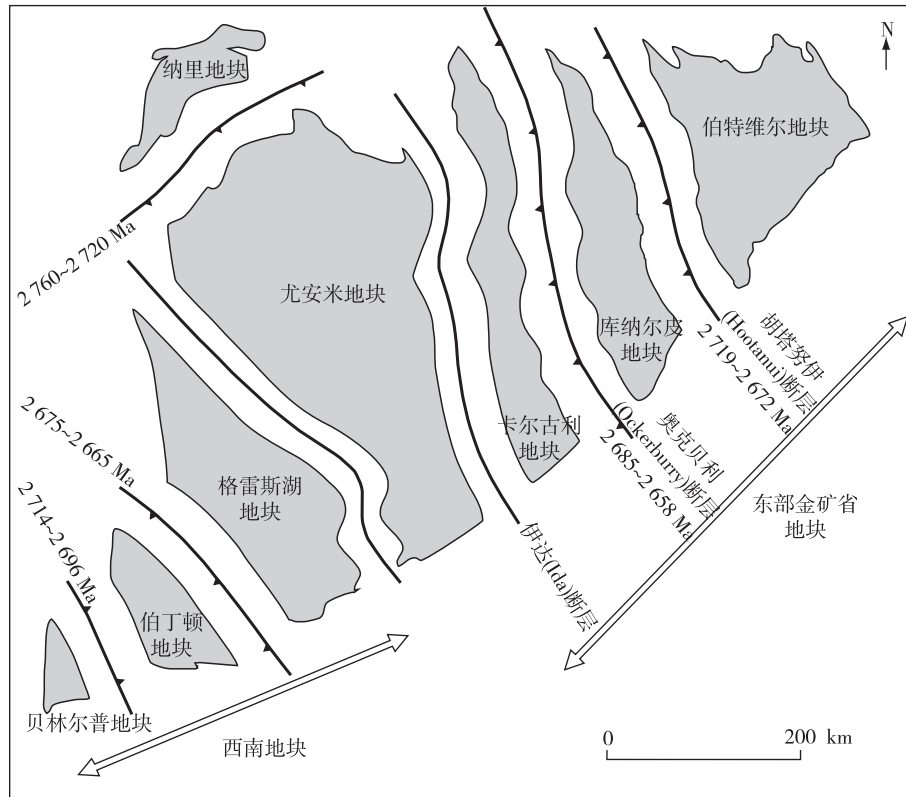 纳里地块
N
伯特维尔地块
2 760~2 720 Ma
尤安米地块
库纳尔皮
地块
胡塔努伊
(Hootanui)断层
2 719~2 672 Ma
卡尔古利
地块
奥克贝利
(Ockerburry)断层
2 685~2 658 Ma
2 675~2 665 Ma
格雷斯湖
地块
东部金矿省
地块
2 714~2 696 Ma
伊达(Ida)断层
伯丁顿
地块
贝林尔普地块
西南地块
0
200 km